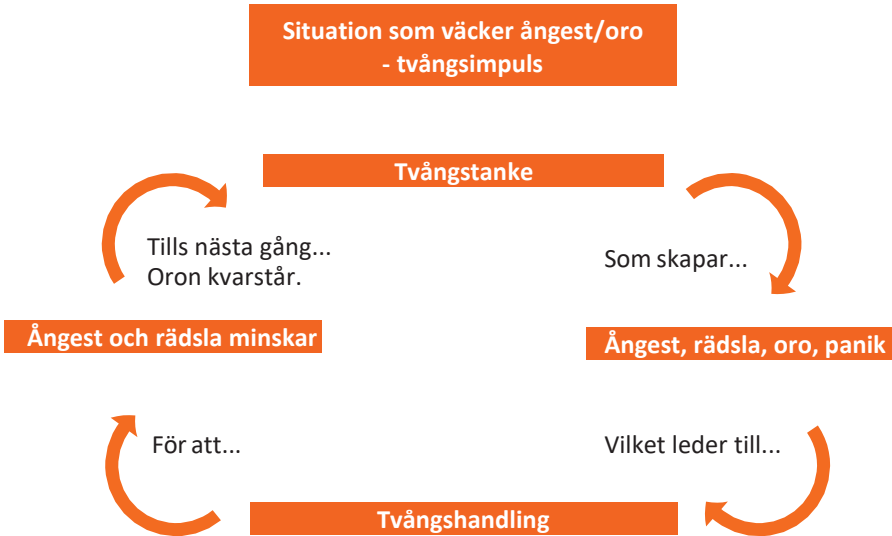 Situation som väcker ångest/oro
- tvångsimpuls
Tvångstanke
Tills nästa gång...
Oron kvarstår.
Som skapar...
Ångest och rädsla minskar
Ångest, rädsla, oro, panik
För att...
Vilket leder till...
Tvångshandling